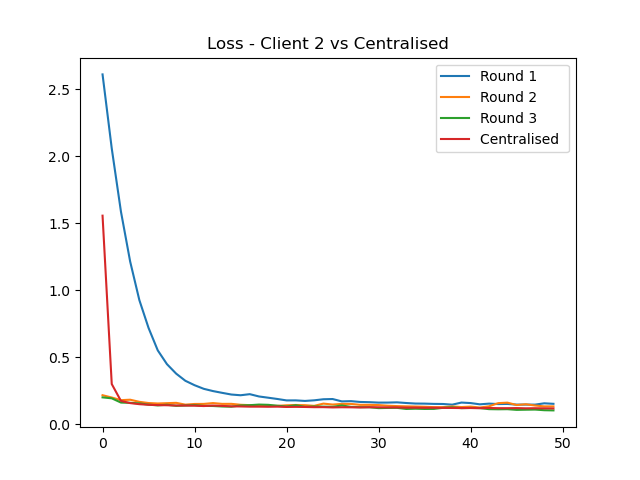 Loss - Client 2 vs Centralised
2.5
2.0
1.5
1.0
0.5
0.0
0 10 20 30 40 50
Round 1
Round 2
Round 3
Centralised